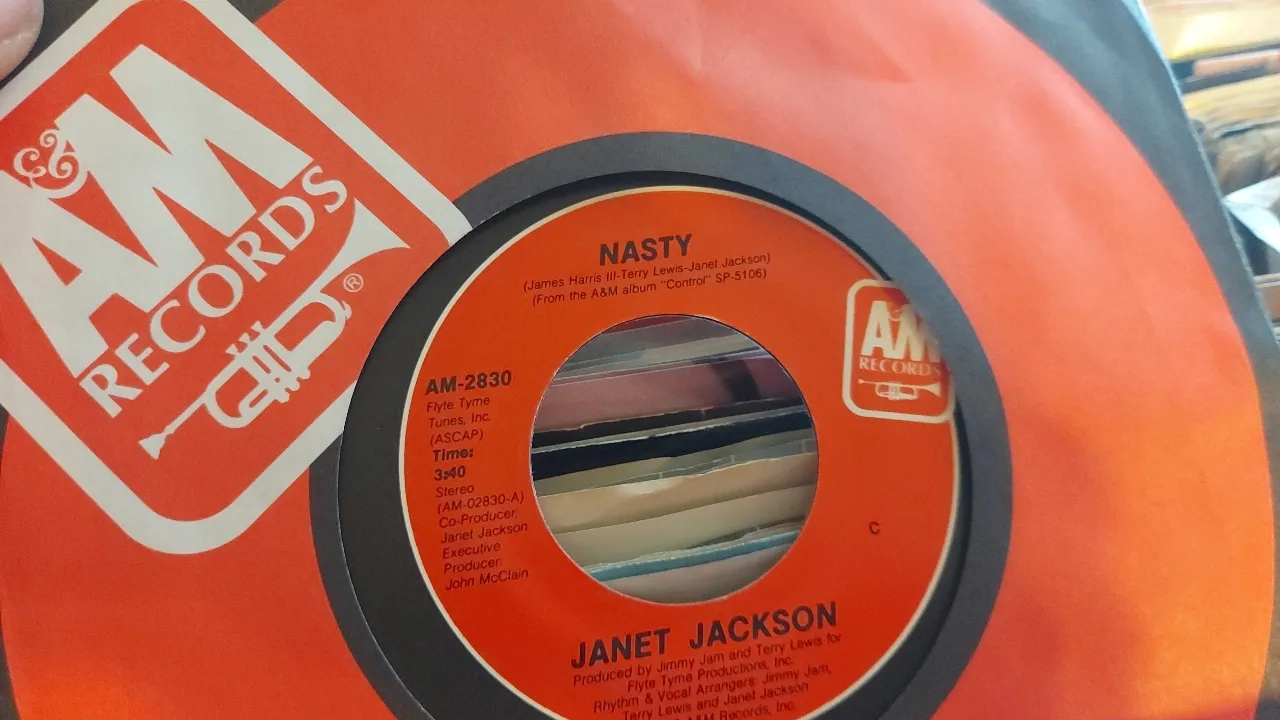 A&M
RECORDS
®
NASTY
(James Harris III-Terry Lewis-Janet Jackson)
(From the A&M album "Control" SP-5106)
A&M
RECORDS
AM-2830
Flyte Tyme
Tunes, Inc.
(ASCAP)
Time:
3:40
Stereo
(AM-02830-A)
Co-Producer:
Janet Jackson
Executive
Producer:
John McClain
C
JANET JACKSON
Produced by Jimmy Jam and Terry Lewis for
Flyte Tyme Productions, Inc.
Rhythm & Vocal Arrangers: Jimmy Jam,
Terry Lewis and Janet Jackson
A&M Records, Inc.